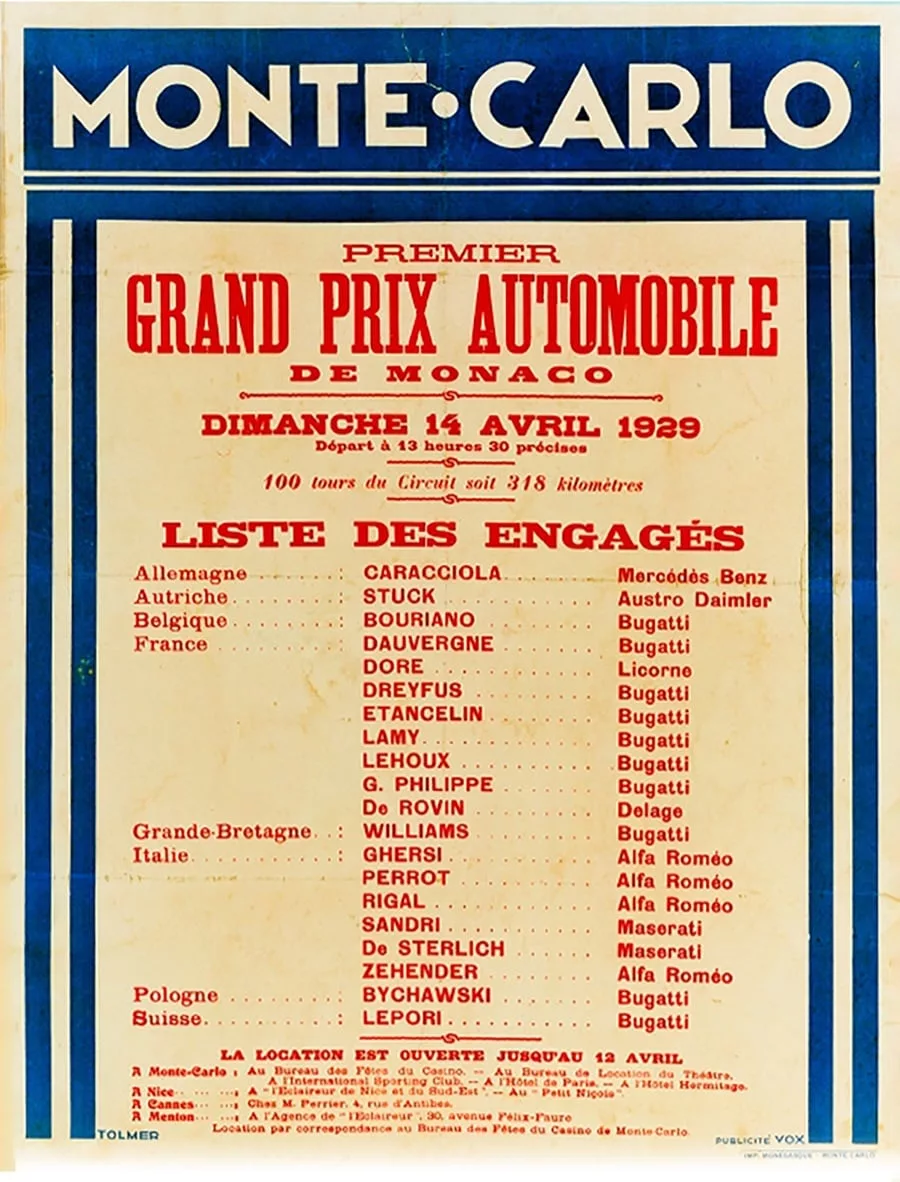 MONTE·CARLO
PREMIER
GRAND PRIX AUTOMOBILE
DE MONACO
DIMANCHE 14 AVRIL 1929
Départ à 13 heures 30 précises
100 tours du Circuit soit 318 kilomètres
LISTE DES ENGAGÉS
Allemagne . . . . . . : CARACCIOLA . . . . . . . Mercédès Benz
Autriche . . . . . . . . : STUCK . . . . . . . . . . Austro Daimler
Belgique . . . . . . . . : BOURIANO . . . . . . . . Bugatti
France . . . . . . . . . : DAUVERGNE . . . . . . . Bugatti
DORE . . . . . . . . . . . Licorne
DREYFUS . . . . . . . . . Bugatti
ETANCELIN . . . . . . . . Bugatti
LAMY . . . . . . . . . . . Bugatti
LEHOUX . . . . . . . . . . Bugatti
G. PHILIPPE . . . . . . . Bugatti
De ROVIN . . . . . . . . . Delage
Grande-Bretagne . . : WILLIAMS . . . . . . . . . Bugatti
Italie . . . . . . . . . . . : GHERSI . . . . . . . . . . Alfa Roméo
PERROT . . . . . . . . . . Alfa Roméo
RIGAL . . . . . . . . . . . Alfa Roméo
SANDRI . . . . . . . . . . Maserati
De STERLICH . . . . . . Maserati
ZEHENDER . . . . . . . . Alfa Roméo
Pologne . . . . . . . . . : BYCHAWSKI . . . . . . . Bugatti
Suisse . . . . . . . . . . : LEPORI . . . . . . . . . . Bugatti
LA LOCATION EST OUVERTE JUSQU'AU 12 AVRIL
A Monte-Carlo : Au Bureau des Fêtes du Casino. — Au Bureau de Location du Théâtre.
A l'International Sporting Club. — A l'Hôtel de Paris. — A l'Hôtel Hermitage.
A Nice . . . . . : A "l'Eclaireur de Nice et du Sud-Est". — Au "Petit Niçois".
A Cannes . . . : Chez M. Perrier, 4, rue d'Antibes.
A Menton . . . : A l'Agence de "l'Eclaireur", 30, avenue Félix-Faure
Location par correspondance au Bureau des Fêtes du Casino de Monte-Carlo.
TOLMER
PUBLICITÉ VOX
IMP. MONÉGASQUE - MONTE CARLO